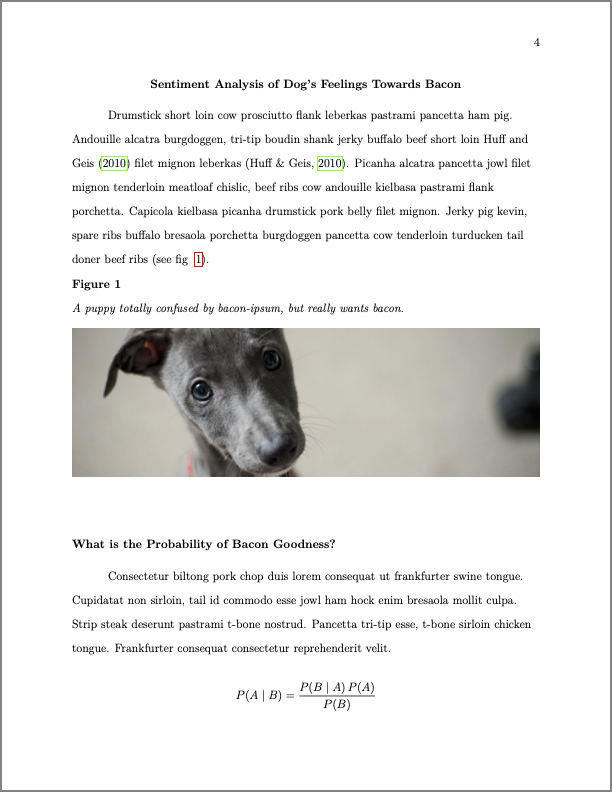 4
Sentiment Analysis of Dog's Feelings Towards Bacon
Drumstick short loin cow prosciutto flank leberkas pastrami pancetta ham pig.
Andouille alcatra burgdoggen, tri-tip boudin shank jerky buffalo beef short loin Huff and
Geis (2010) filet mignon leberkas (Huff & Geis, 2010). Picanha alcatra pancetta jowl filet
mignon tenderloin meatloaf chislic, beef ribs cow andouille kielbasa pastrami flank
porchetta. Capicola kielbasa picanha drumstick pork belly filet mignon. Jerky pig kevin,
spare ribs buffalo bresaola porchetta burgdoggen pancetta cow tenderloin turducken tail
doner beef ribs (see fig 1).
Figure 1
A puppy totally confused by bacon-ipsum, but really wants bacon.
What is the Probability of Bacon Goodness?
Consectetur biltong pork chop duis lorem consequat ut frankfurter swine tongue.
Cupidatat non sirloin, tail id commodo esse jowl ham hock enim bresaola mollit culpa.
Strip steak deserunt pastrami t-bone nostrud. Pancetta tri-tip esse, t-bone sirloin chicken
tongue. Frankfurter consequat consectetur reprehenderit velit.
P(A | B) = P(B | A) P(A) / P(B)